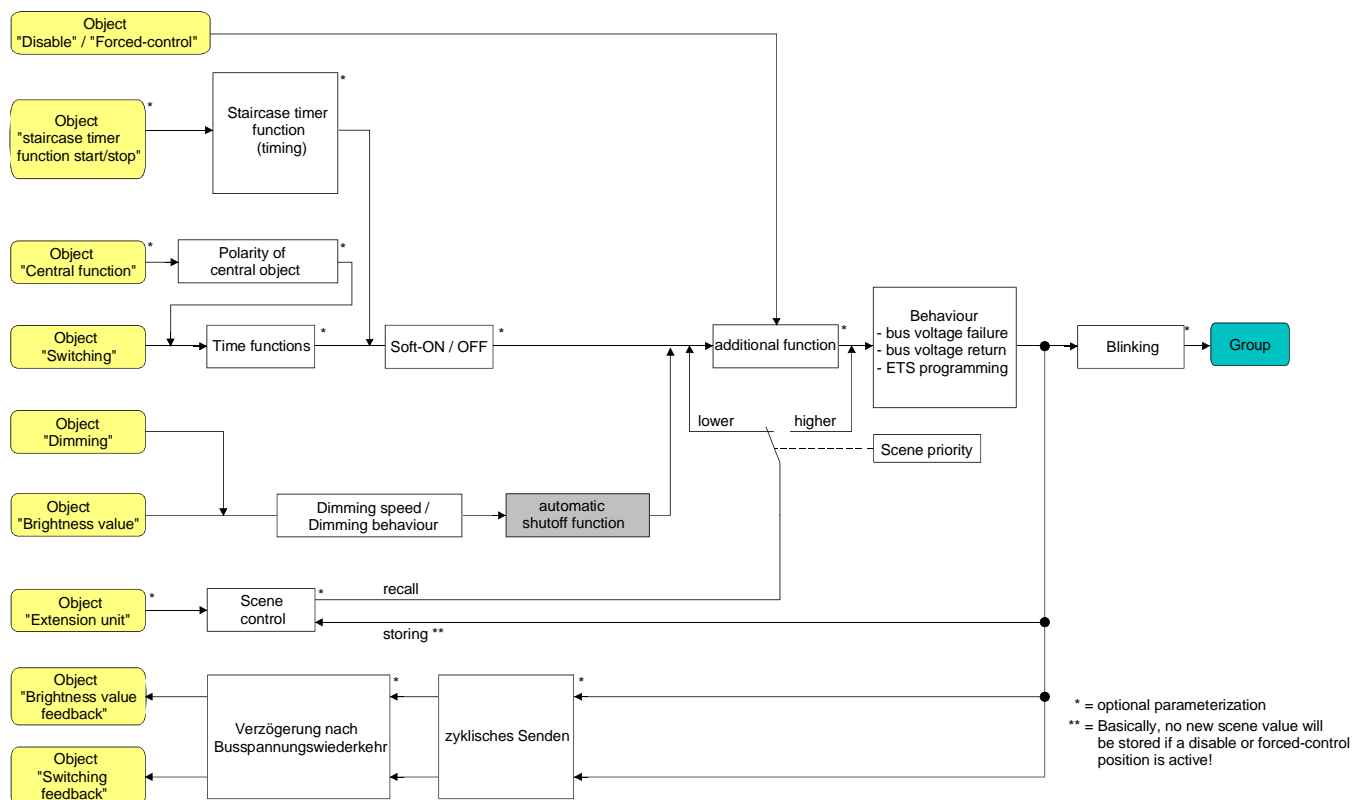 Object
"Disable" / "Forced-control"
*
Object
"staircase timer
function start/stop"
*
Staircase timer
function
(timing)
*
Object
"Central function"
*
Polarity of
central object
*
Object
"Switching"
Time functions
*
Soft-ON / OFF
*
additional function
*
Behaviour
- bus voltage failure
- bus voltage return
- ETS programming
Blinking
*
Group
lower
higher
Scene priority
Object
"Dimming"
Object
"Brightness value"
Dimming speed /
Dimming behaviour
automatic
shutoff function
Object
"Extension unit"
*
Scene
control
*
recall
storing **
Object
"Brightness value
feedback"
Object
"Switching
feedback"
*
Verzögerung nach
Busspannungswiederkehr
*
zyklisches Senden
* = optional parameterization
** = Basically, no new scene value will
be stored if a disable or forced-control
position is active!